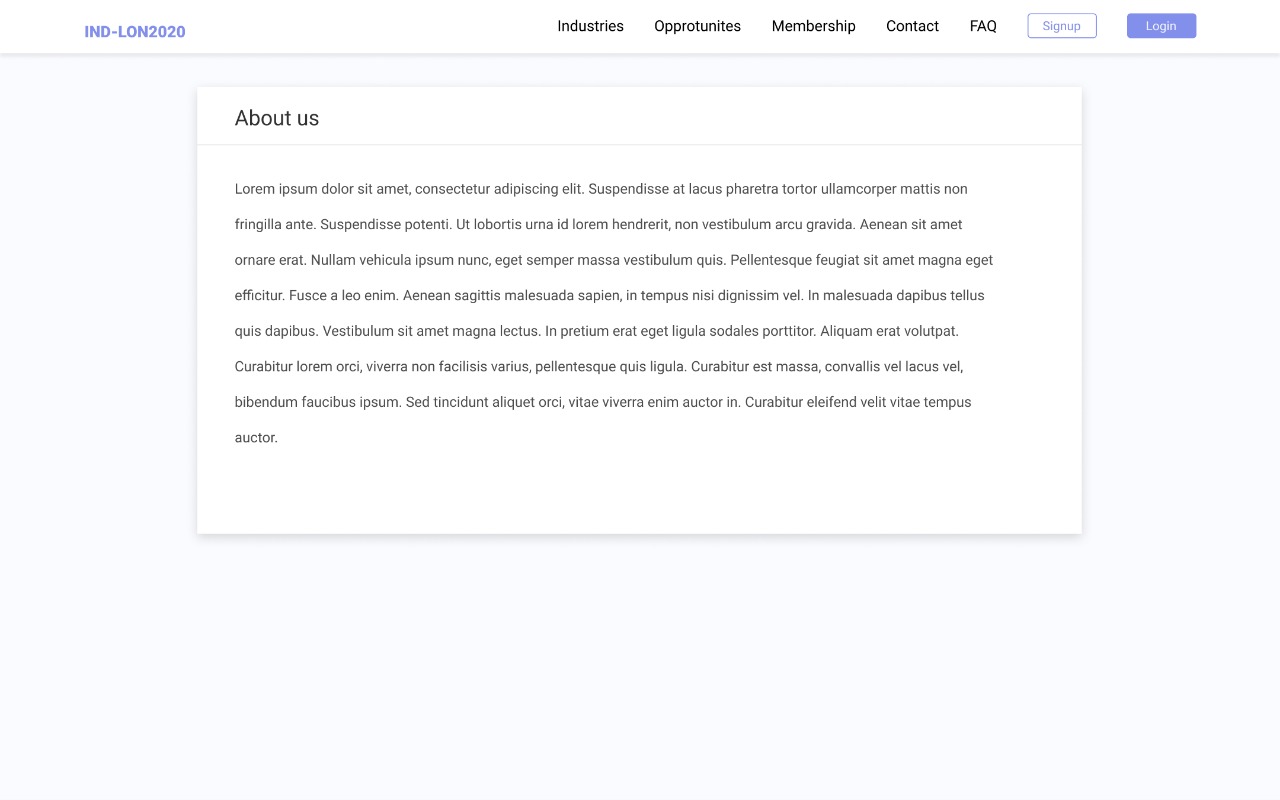 IND-LON2020
Industries Opprotunites Membership Contact FAQ Signup Login
About us
Lorem ipsum dolor sit amet, consectetur adipiscing elit. Suspendisse at lacus pharetra tortor ullamcorper mattis non
fringilla ante. Suspendisse potenti. Ut lobortis urna id lorem hendrerit, non vestibulum arcu gravida. Aenean sit amet
ornare erat. Nullam vehicula ipsum nunc, eget semper massa vestibulum quis. Pellentesque feugiat sit amet magna eget
efficitur. Fusce a leo enim. Aenean sagittis malesuada sapien, in tempus nisi dignissim vel. In malesuada dapibus tellus
quis dapibus. Vestibulum sit amet magna lectus. In pretium erat eget ligula sodales porttitor. Aliquam erat volutpat.
Curabitur lorem orci, viverra non facilisis varius, pellentesque quis ligula. Curabitur est massa, convallis vel lacus vel,
bibendum faucibus ipsum. Sed tincidunt aliquet orci, vitae viverra enim auctor in. Curabitur eleifend velit vitae tempus
auctor.